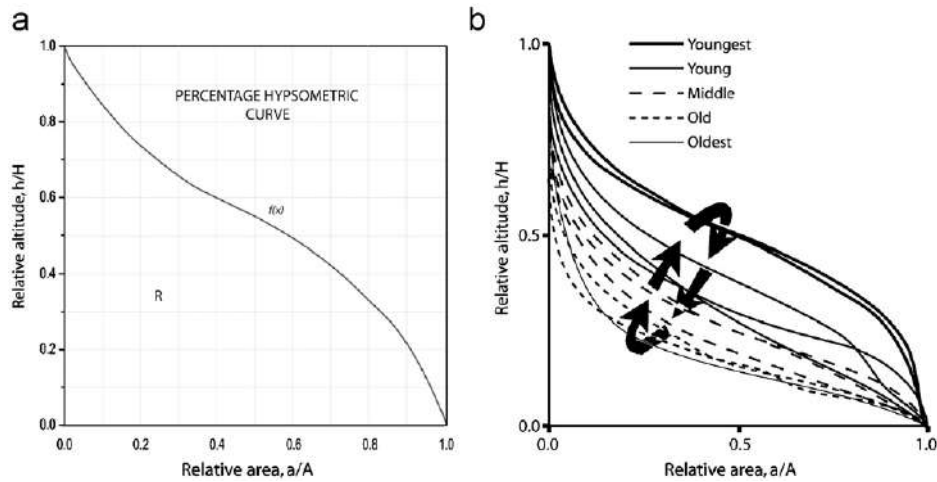 a
1.0
0.8
0.6
0.4
0.2
0.0
Relative altitude, h/H
PERCENTAGE HYPSOMETRIC
CURVE
f(x)
R
0.0 0.2 0.4 0.6 0.8 1.0
Relative area, a/A
b
1.0
0.5
0.0
Relative altitude, h/H
Youngest
Young
Middle
Old
Oldest
0.0 0.5 1.0
Relative area, a/A